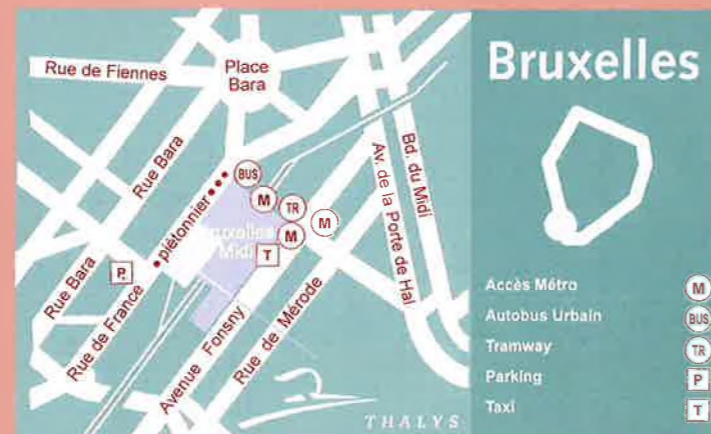 Rue de Fiennes
Place
Bara
Rue Bara
piétonnier
BUS
M
TR
M
M
T
Bruxelles
Midi
P.
Rue Bara
Rue de France
Avenue Fonsny
Rue de Mérode
Av. de la Porte de Hal
Bd. du Midi
THALYS
Bruxelles
Accès Métro M
Autobus Urbain BUS
Tramway TR
Parking P
Taxi T